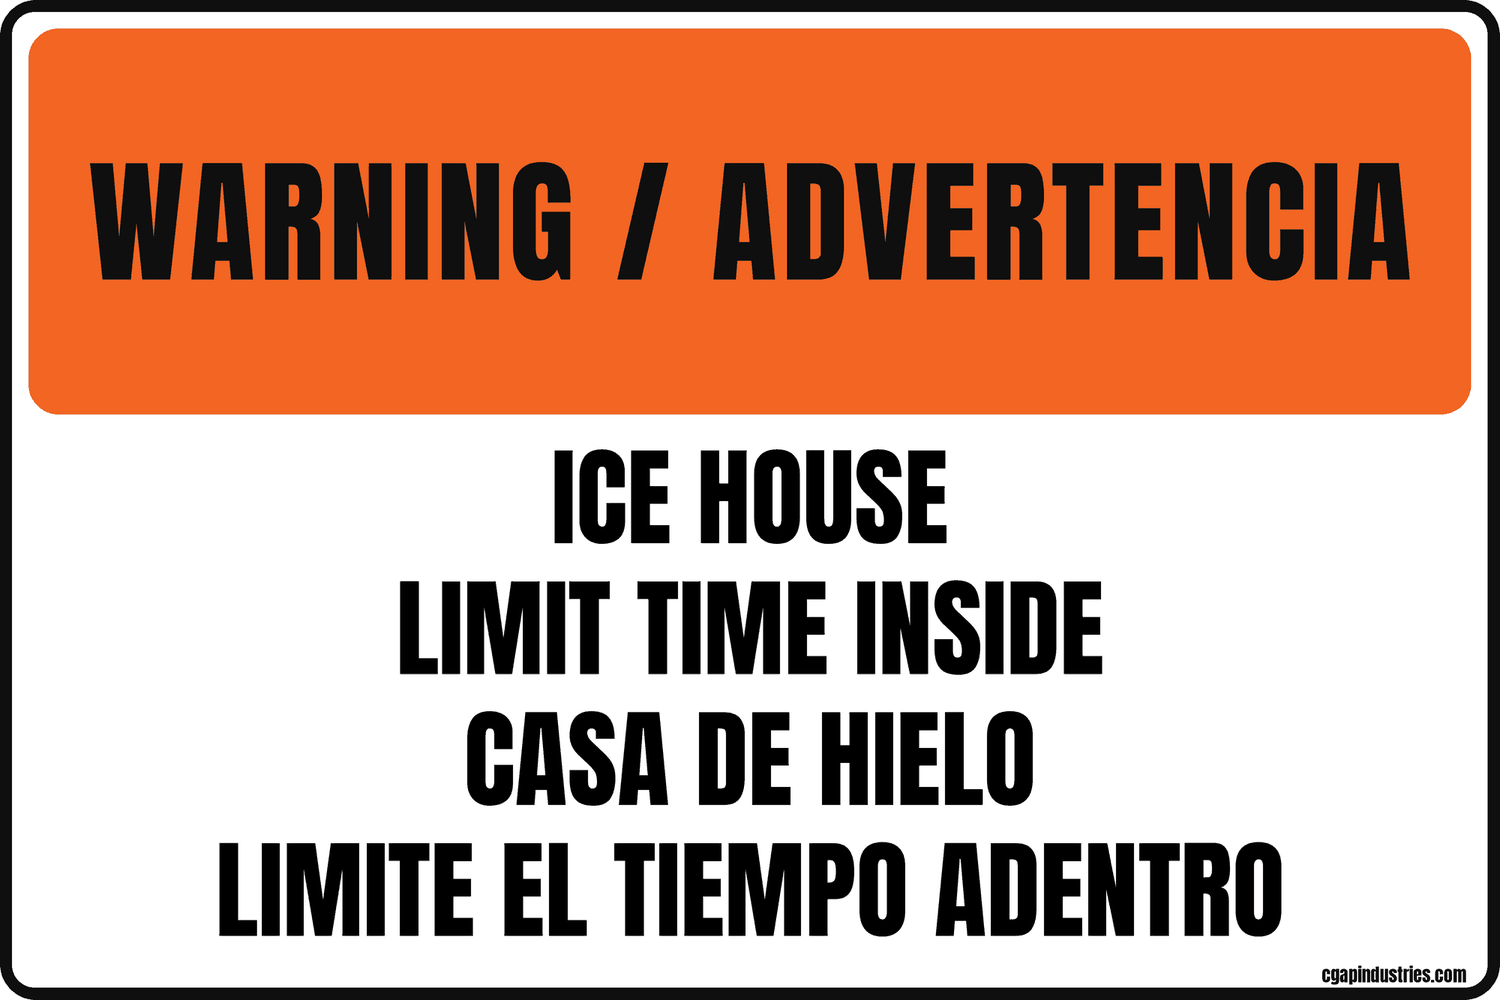 WARNING / ADVERTENCIA
ICE HOUSE
LIMIT TIME INSIDE
CASA DE HIELO
LIMITE EL TIEMPO ADENTRO
cgapindustries.com